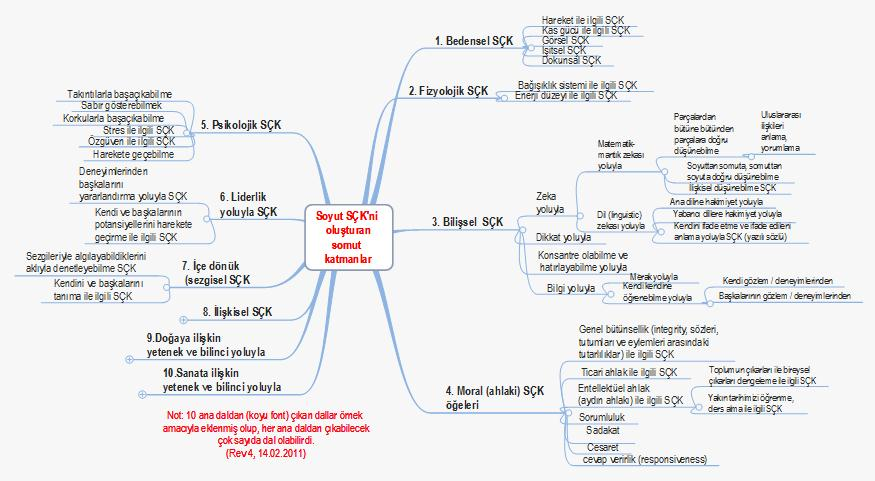 Soyut SÇK'ni
oluşturan
somut
katmanlar
1. Bedensel SÇK
Hareket ile ilgili SÇK
Kas gücü ile ilgili SÇK
Görsel SÇK
İşitsel SÇK
Dokunsal SÇK
2. Fizyolojik SÇK
Bağışıklık sistemi ile ilgili SÇK
Enerji düzeyi ile ilgili SÇK
3. Bilişsel SÇK
Zeka
yoluyla
Matematik-
mantık zekası
yoluyla
Parçalardan
bütüne bütünden
parçalara doğru
düşünebilme
Uluslararası
ilişkileri
anlama,
yorumlama
Soyuttan somuta, somuttan
soyuta doğru düşünebilme
İlişkisel düşünebilme SÇK
Dil (linguistic)
zekası yoluyla
Ana diline hakimiyet yoluyla
Yabancı dillere hakimiyet yoluyla
Kendini ifade etme ve ifade edileni
anlama yoluyla SÇK (yazılı sözlü)
Dikkat yoluyla
Konsantre olabilme ve
hatırlayabilme yoluyla
Bilgi yoluyla
Merak yoluyla
Kendi kendine
öğrenebilme yoluyla
Kendi gözlem / deneyimlerinden
Başkalarının gözlem / deneyimlerinden
4. Moral (ahlaki) SÇK
öğeleri
Genel bütünsellik (integrity, sözleri,
tutumları ve eylemleri arasındaki
tutarlılıklar) ile ilgili SÇK
Ticari ahlak ile ilgili SÇK
Entellektüel ahlak
(aydın ahlakı) ile ilgili SÇK
Toplumun çıkarları ile bireysel
çıkarları dengeleme ile ilgili SÇK
Yakın tarihimizi öğrenme,
ders alma ile ilgili SÇK
Sorumluluk
Sadakat
Cesaret
cevap verirlik (responsiveness)
5. Psikolojik SÇK
Takıntılarla başaçıkabilme
Sabır gösterebilmek
Korkularla başaçıkabilme
Stres ile ilgili SÇK
Özgüven ile ilgili SÇK
Harekete geçebilme
6. Liderlik
yoluyla SÇK
Deneyimlerinden
başkalarını
yararlandırma yoluyla SÇK
Kendi ve başkalarının
potansiyellerini harekete
geçirme ile ilgili SÇK
7. İçe dönük
(sezgisel SÇK
Sezgileriyle algılayabildiklerini
aklıyla denetleyebilme SÇK
Kendini ve başkalarını
tanıma ile ilgili SÇK
8. İlişkisel SÇK
9.Doğaya ilişkin
yetenek ve bilinci yoluyla
10.Sanata ilişkin
yetenek ve bilinci yoluyla
Not: 10 ana daldan (koyu font) çıkan dallar örnek
amacıyla eklenmiş olup, her ana daldan çıkabilecek
çok sayıda dal olabilirdi.
(Rev4, 14.02.2011)